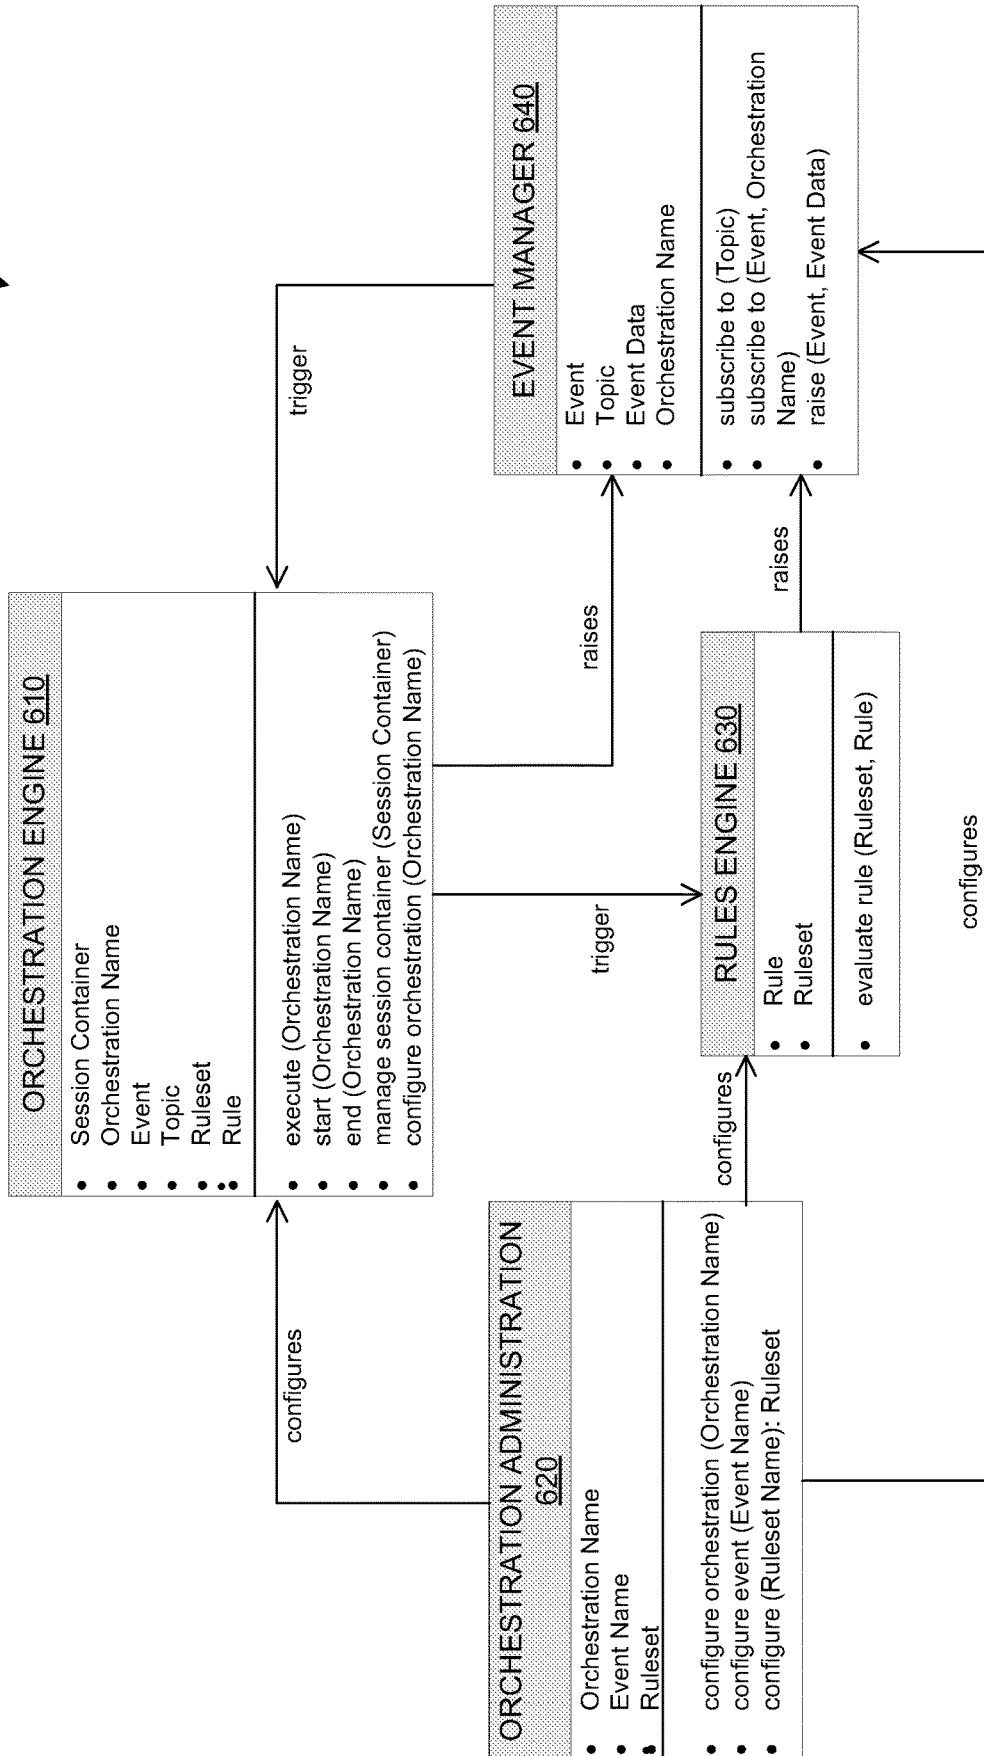 ORCHESTRATION ENGINE 610
Session Container
Orchestration Name
Event
Topic
Ruleset
Rule
execute (Orchestration Name)
start (Orchestration Name)
end (Orchestration Name)
manage session container (Session Container)
configure orchestration (Orchestration Name)
configures
trigger
ORCHESTRATION ADMINISTRATION
620
Orchestration Name
Event Name
Ruleset
configure orchestration (Orchestration Name)
configure event (Event Name)
configure (Ruleset Name): Ruleset
configures
trigger
raises
RULES ENGINE 630
Rule
Ruleset
evaluate rule (Ruleset, Rule)
raises
EVENT MANAGER 640
Event
Topic
Event Data
Orchestration Name
subscribe to (Topic)
subscribe to (Event, Orchestration
Name)
raise (Event, Event Data)
configures